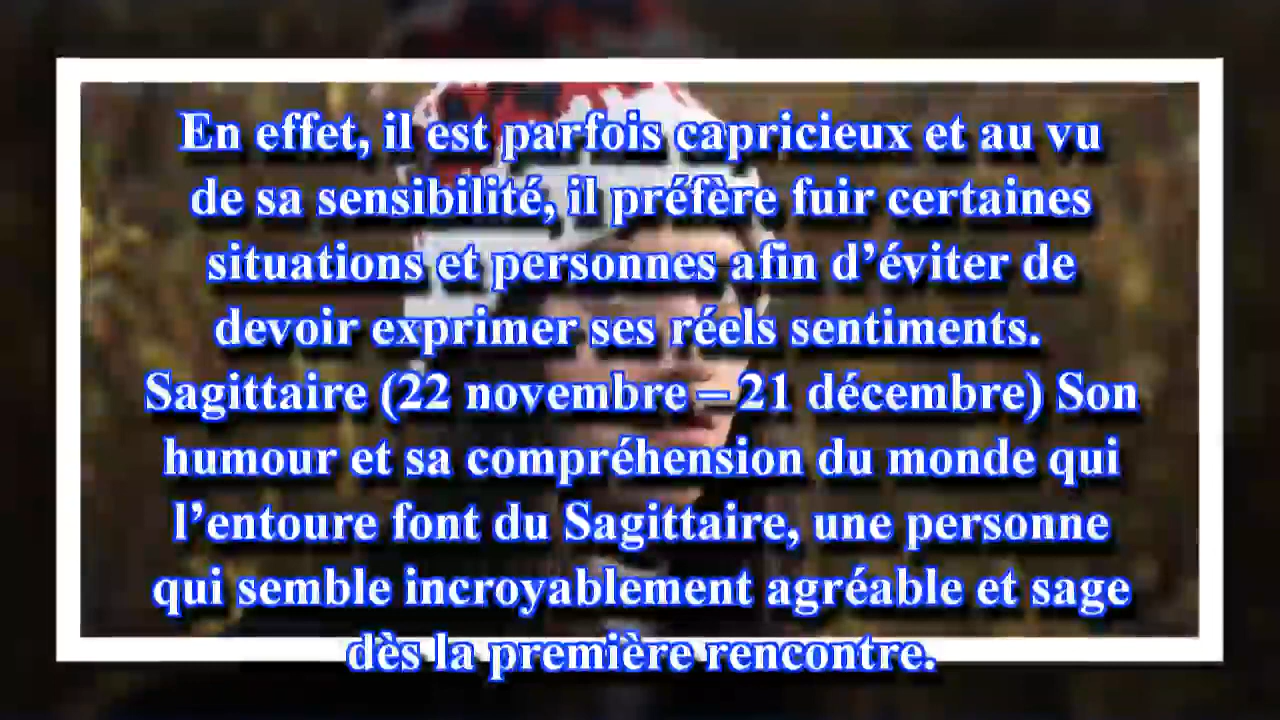 En effet, il est parfois capricieux et au vu
de sa sensibilité, il préfère fuir certaines
situations et personnes afin d’éviter de
devoir exprimer ses réels sentiments.
Sagittaire (22 novembre – 21 décembre) Son
humour et sa compréhension du monde qui
l’entoure font du Sagittaire, une personne
qui semble incroyablement agréable et sage
dès la première rencontre.